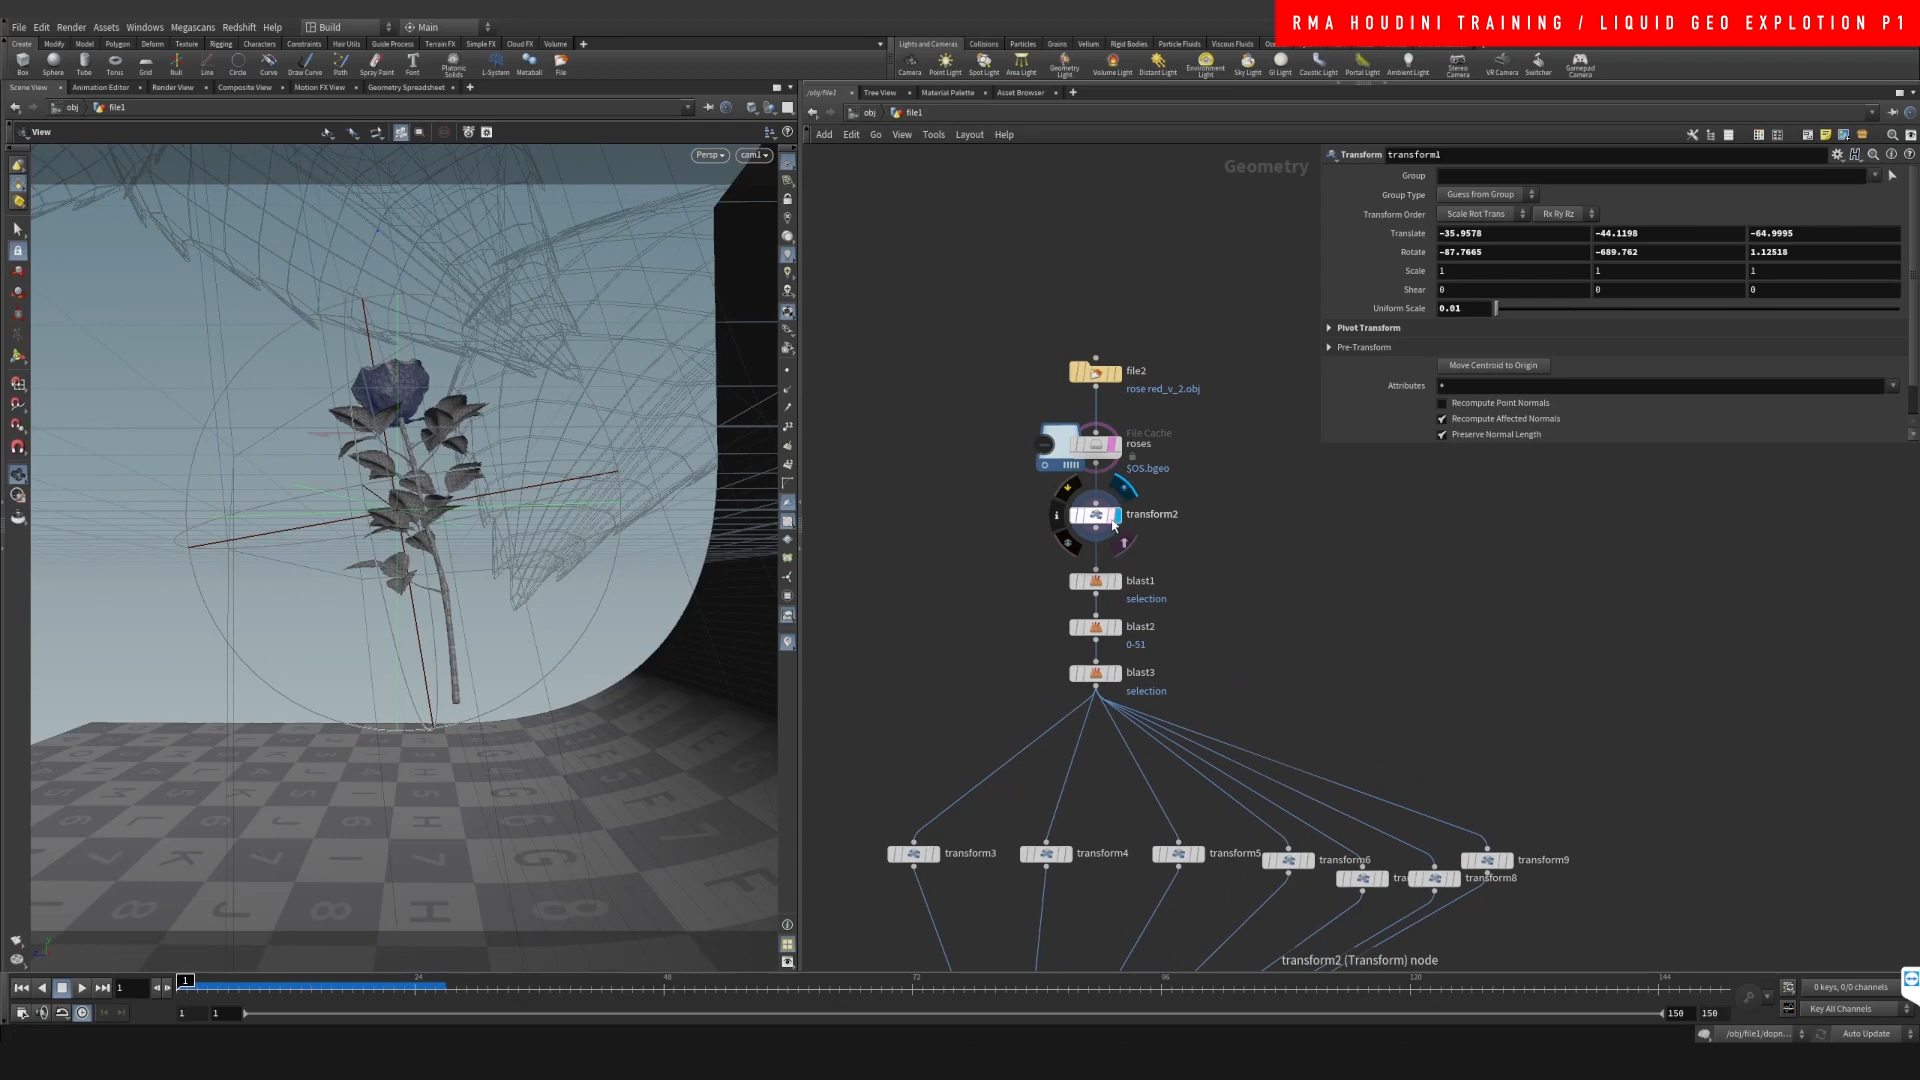 RMA HOUDINI TRAINING / LIQUID GEO EXPLOTION P1
File Edit Render Assets Windows Megascans Redshift Help Build Main
Create Modify Model Polygon Deform Texture Rigging Characters Constraints Hair Utils Guide Process Terrain FX Simple FX Cloud FX Volume
Lights and Cameras Collisions Particles Grains Vellum Rigid Bodies Particle Fluids Viscous Fluids
Box Sphere Tube Torus Grid Null Line Circle Curve Draw Curve Path Spray Paint Font Platonic Solids L-System Metaball File
Camera Point Light Spot Light Area Light Geometry Light Volume Light Distant Light Environment Light Sky Light GI Light Caustic Light Portal Light Ambient Light Stereo Camera VR Camera Switcher Gamepad Camera
Scene View Animation Editor Render View Composite View Motion FX View Geometry Spreadsheet
/obj/file1 Tree View Material Palette Asset Browser
obj file1
obj file1
View
Add Edit Go View Tools Layout Help
Persp cam1
Geometry
Transform transform1
Group
Group Type Guess from Group
Transform Order Scale Rot Trans Rx Ry Rz
Translate -35.9578 -44.1198 -64.9995
Rotate -87.7665 -689.762 1.12518
Scale 1 1 1
Shear 0 0 0
Uniform Scale 0.01
Pivot Transform
Pre-Transform
Move Centroid to Origin
Attributes *
Recompute Point Normals
Recompute Affected Normals
Preserve Normal Length
file2
rose red_v_2.obj
File Cache
roses
$OS.bgeo
transform2
blast1
selection
blast2
0-51
blast3
selection
transform3 transform4 transform5 transform6 transform9
tra transform8
transform2 (Transform) node
1 1 24 48 72 96 120 144
0 keys, 0/0 channels
1 1 150 150
Key All Channels
/obj/file1/dopn... Auto Update